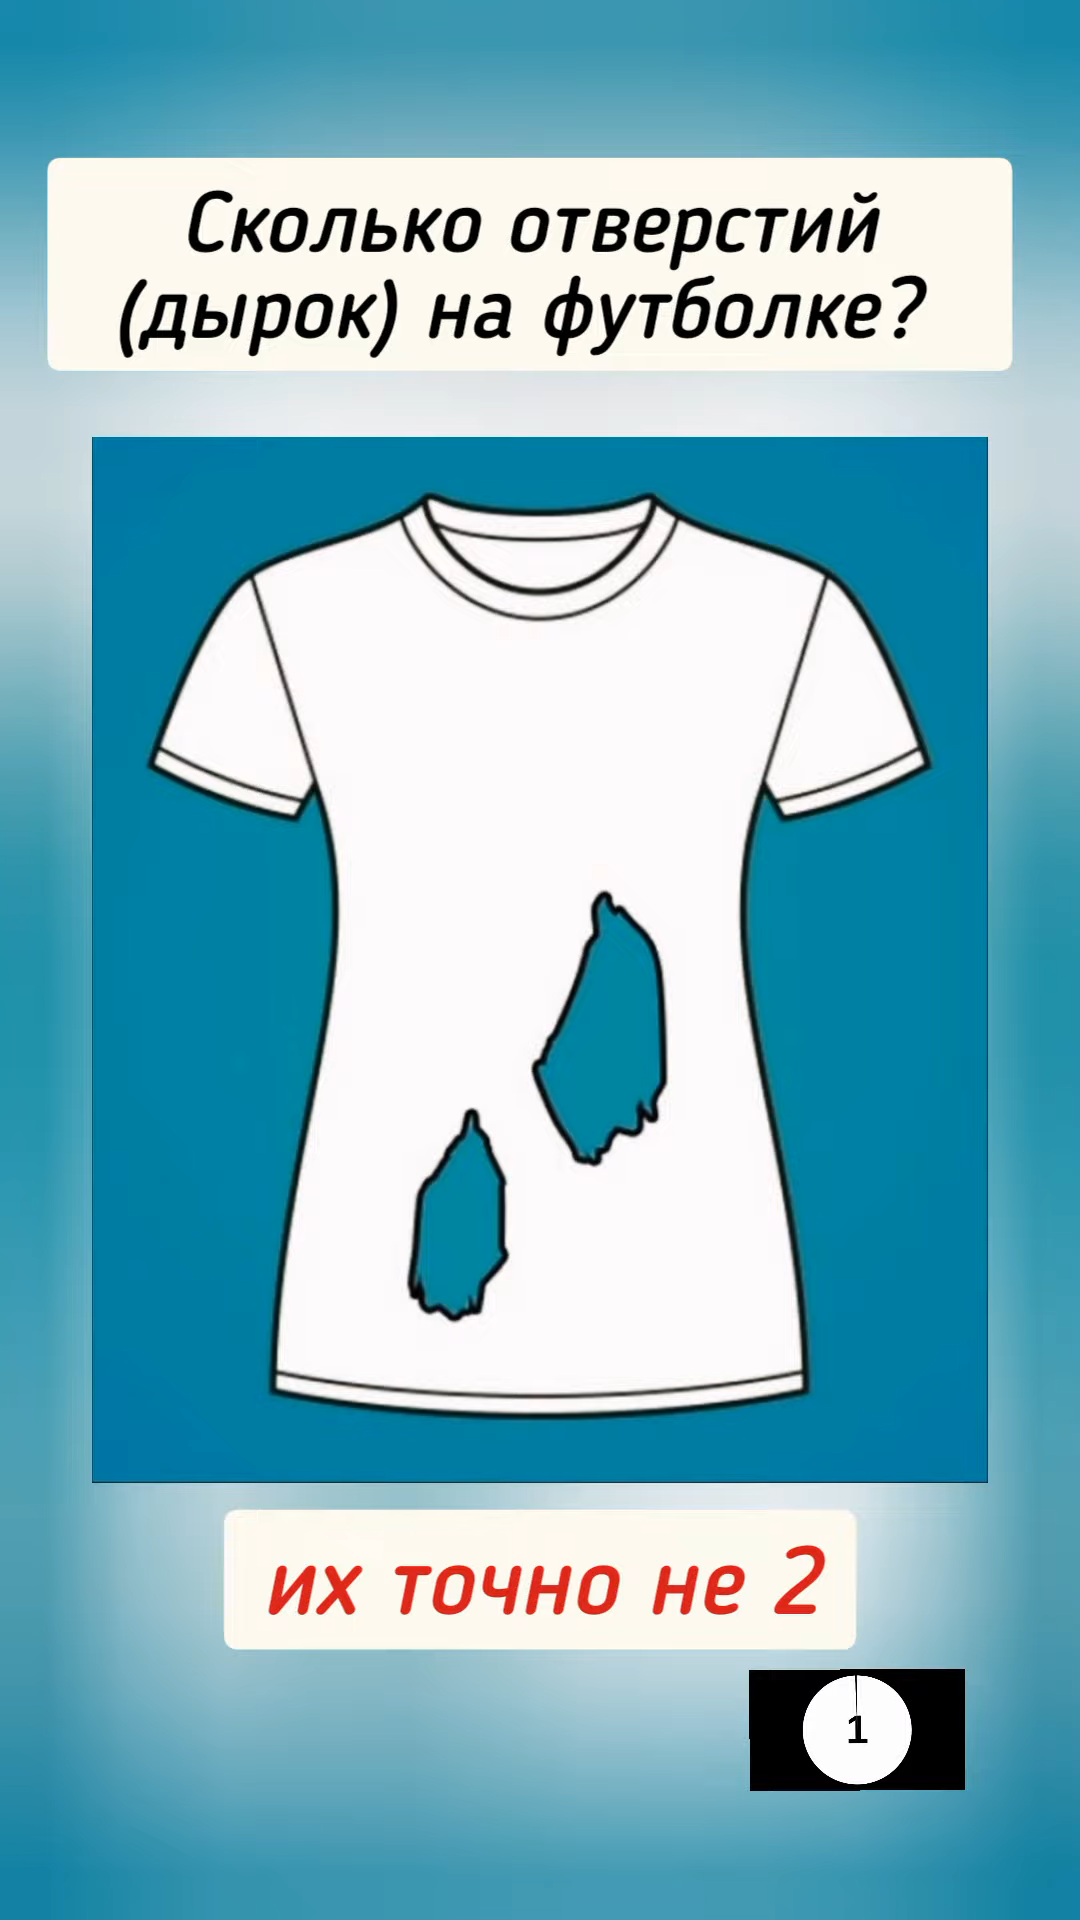 Сколько отверстий
(дырок) на футболке?
их точно не 2
1